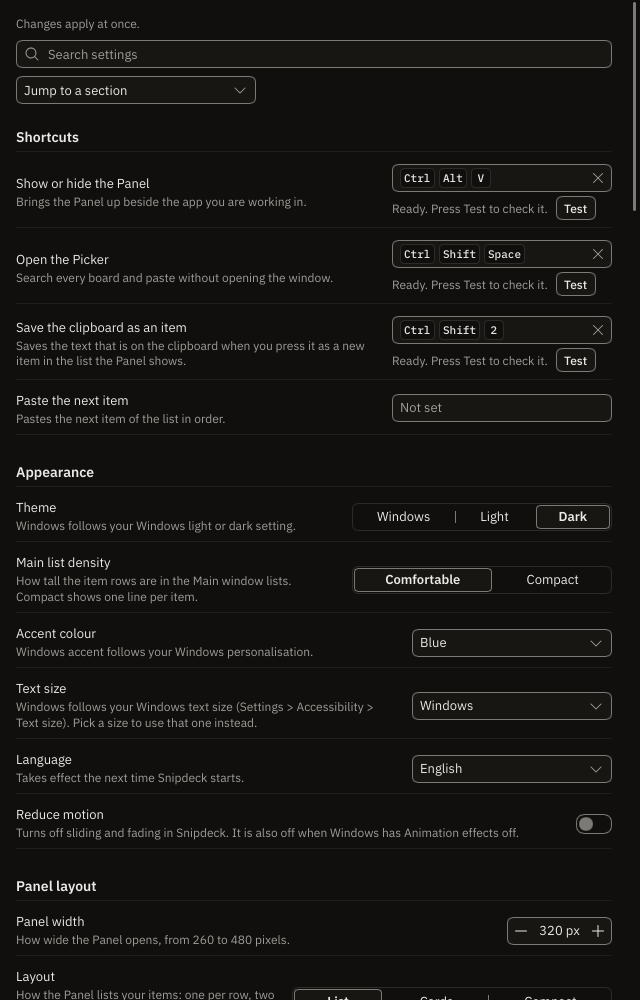 Changes apply at once.
Search settings
Jump to a section
Shortcuts
Show or hide the Panel
Brings the Panel up beside the app you are working in.
Ctrl Alt V
Ready. Press Test to check it. Test
Open the Picker
Search every board and paste without opening the window.
Ctrl Shift Space
Ready. Press Test to check it. Test
Save the clipboard as an item
Saves the text that is on the clipboard when you press it as a new
item in the list the Panel shows.
Ctrl Shift 2
Ready. Press Test to check it. Test
Paste the next item
Pastes the next item of the list in order.
Not set
Appearance
Theme
Windows follows your Windows light or dark setting.
Windows | Light Dark
Main list density
How tall the item rows are in the Main window lists.
Compact shows one line per item.
Comfortable Compact
Accent colour
Windows accent follows your Windows personalisation.
Blue
Text size
Windows follows your Windows text size (Settings > Accessibility >
Text size). Pick a size to use that one instead.
Windows
Language
Takes effect the next time Snipdeck starts.
English
Reduce motion
Turns off sliding and fading in Snipdeck. It is also off when Windows has Animation effects off.
Panel layout
Panel width
How wide the Panel opens, from 260 to 480 pixels.
320 px
Layout
How the Panel lists your items: one per row, two
List Cards Compact